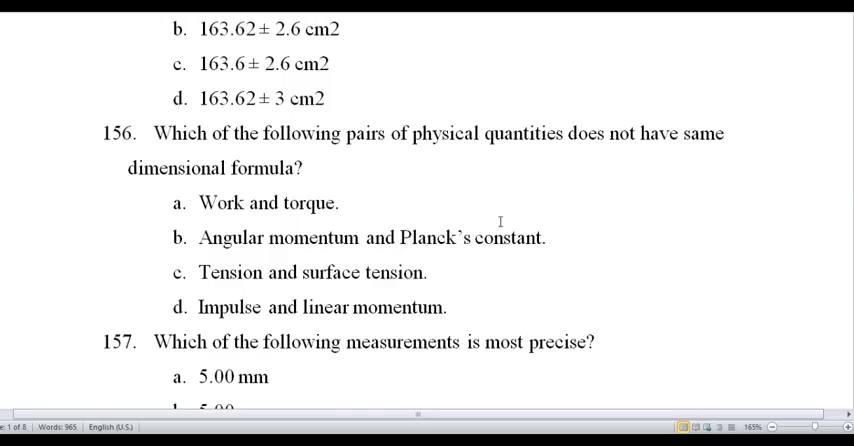 b. 163.62 ± 2.6 cm2
c. 163.6 ± 2.6 cm2
d. 163.62 ± 3 cm2
156. Which of the following pairs of physical quantities does not have same
dimensional formula?
a. Work and torque.
b. Angular momentum and Planck’s constant.
c. Tension and surface tension.
d. Impulse and linear momentum.
157. Which of the following measurements is most precise?
a. 5.00 mm
e: 1 of 8 Words: 965 English (U.S.) 165%